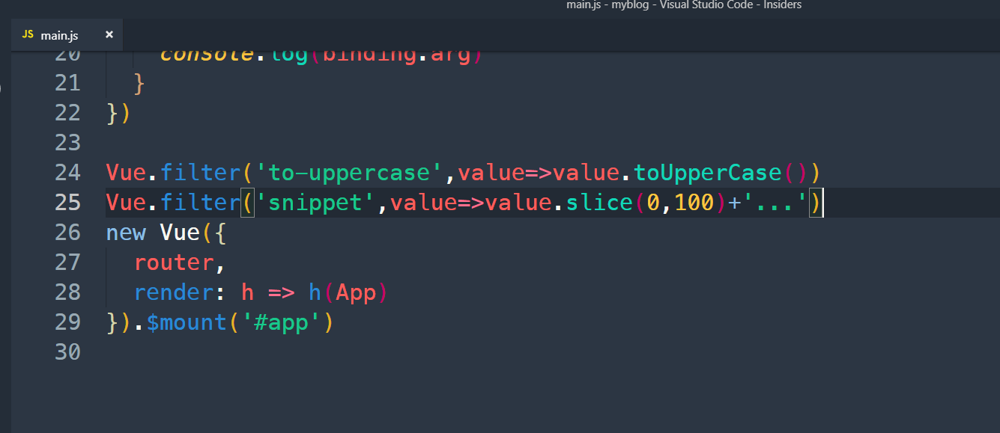 main.js - myblog - Visual Studio Code - Insiders
JS main.js ×
20 console.log(binding.arg)
21 }
22 })
23
24 Vue.filter('to-uppercase',value=>value.toUpperCase())
25 Vue.filter('snippet',value=>value.slice(0,100)+'...')
26 new Vue({
27 router,
28 render: h => h(App)
29 }).$mount('#app')
30